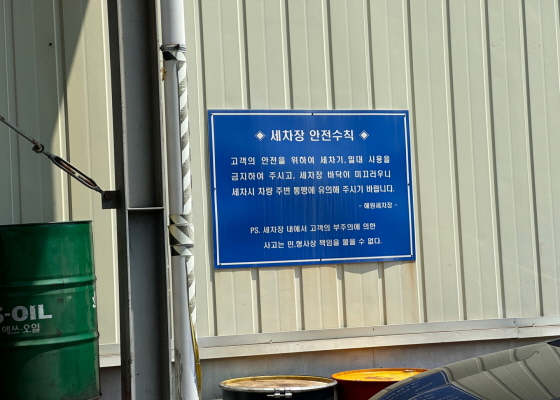 ◈ 세차장 안전수칙 ◈
고객의 안전을 위하여 세차기, 밀대 사용을
금지하여 주시고, 세차장 바닥이 미끄러우니
세차시 차량 주변 통행에 유의해 주시기 바랍니다.
- 해원세차장 -
PS. 세차장 내에서 고객의 부주의에 의한
사고는 민,형사상 책임을 물을 수 없다.
S-OIL
에쓰-오일